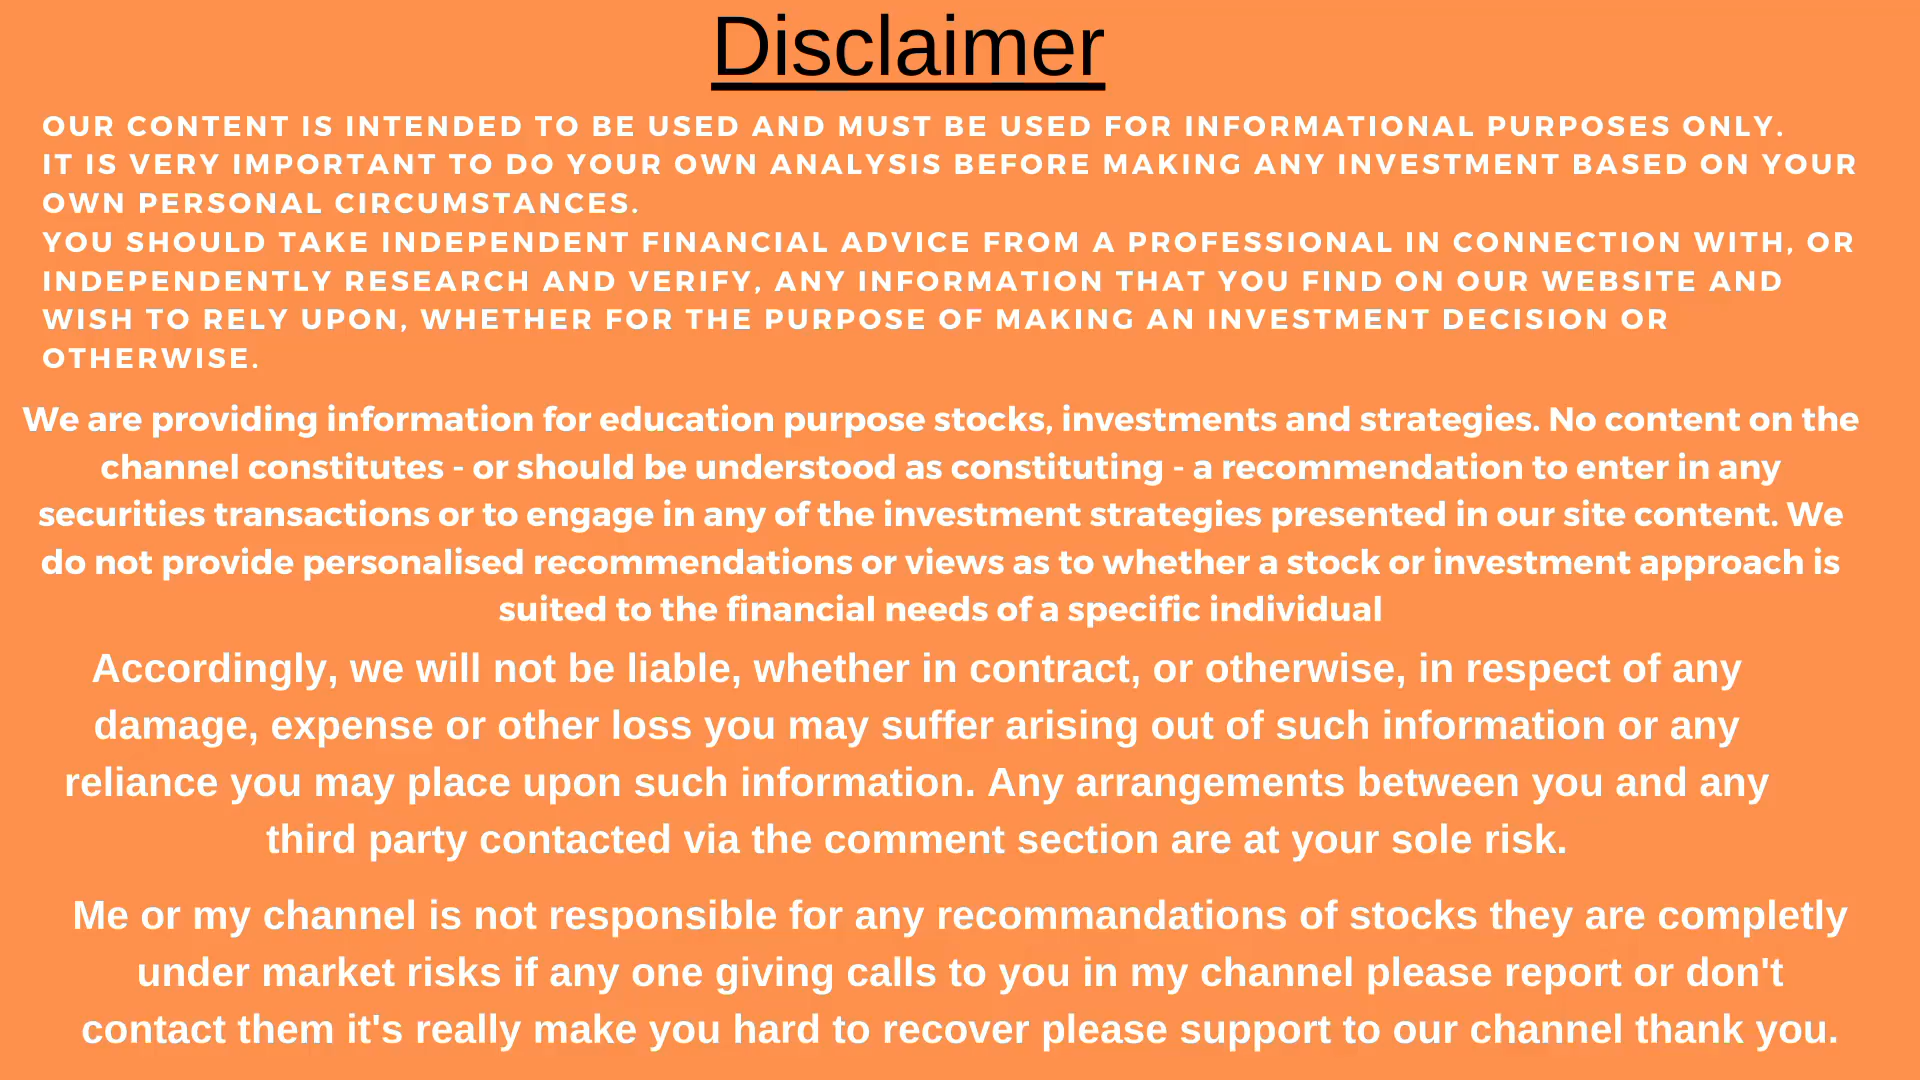 Disclaimer
OUR CONTENT IS INTENDED TO BE USED AND MUST BE USED FOR INFORMATIONAL PURPOSES ONLY.
IT IS VERY IMPORTANT TO DO YOUR OWN ANALYSIS BEFORE MAKING ANY INVESTMENT BASED ON YOUR
OWN PERSONAL CIRCUMSTANCES.
YOU SHOULD TAKE INDEPENDENT FINANCIAL ADVICE FROM A PROFESSIONAL IN CONNECTION WITH, OR
INDEPENDENTLY RESEARCH AND VERIFY, ANY INFORMATION THAT YOU FIND ON OUR WEBSITE AND
WISH TO RELY UPON, WHETHER FOR THE PURPOSE OF MAKING AN INVESTMENT DECISION OR
OTHERWISE.
We are providing information for education purpose stocks, investments and strategies. No content on the
channel constitutes - or should be understood as constituting - a recommendation to enter in any
securities transactions or to engage in any of the investment strategies presented in our site content. We
do not provide personalised recommendations or views as to whether a stock or investment approach is
suited to the financial needs of a specific individual
Accordingly, we will not be liable, whether in contract, or otherwise, in respect of any
damage, expense or other loss you may suffer arising out of such information or any
reliance you may place upon such information. Any arrangements between you and any
third party contacted via the comment section are at your sole risk.
Me or my channel is not responsible for any recommandations of stocks they are completly
under market risks if any one giving calls to you in my channel please report or don't
contact them it's really make you hard to recover please support to our channel thank you.